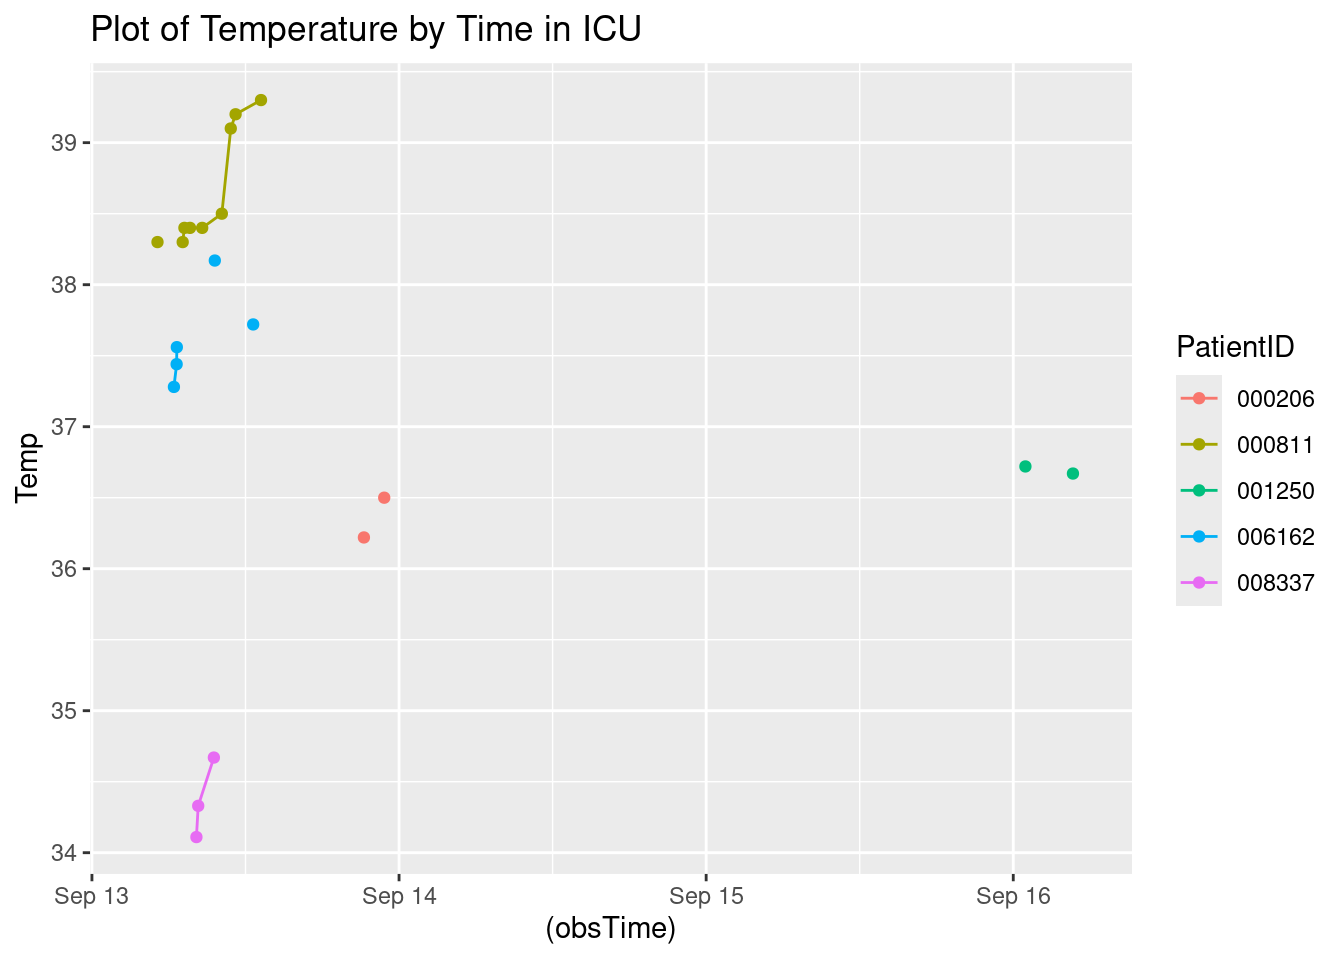 Plot of Temperature by Time in ICU
39
38
37
36
35
34
Temp
Sep 13
Sep 14
Sep 15
Sep 16
(obsTime)
PatientID
000206
000811
001250
006162
008337